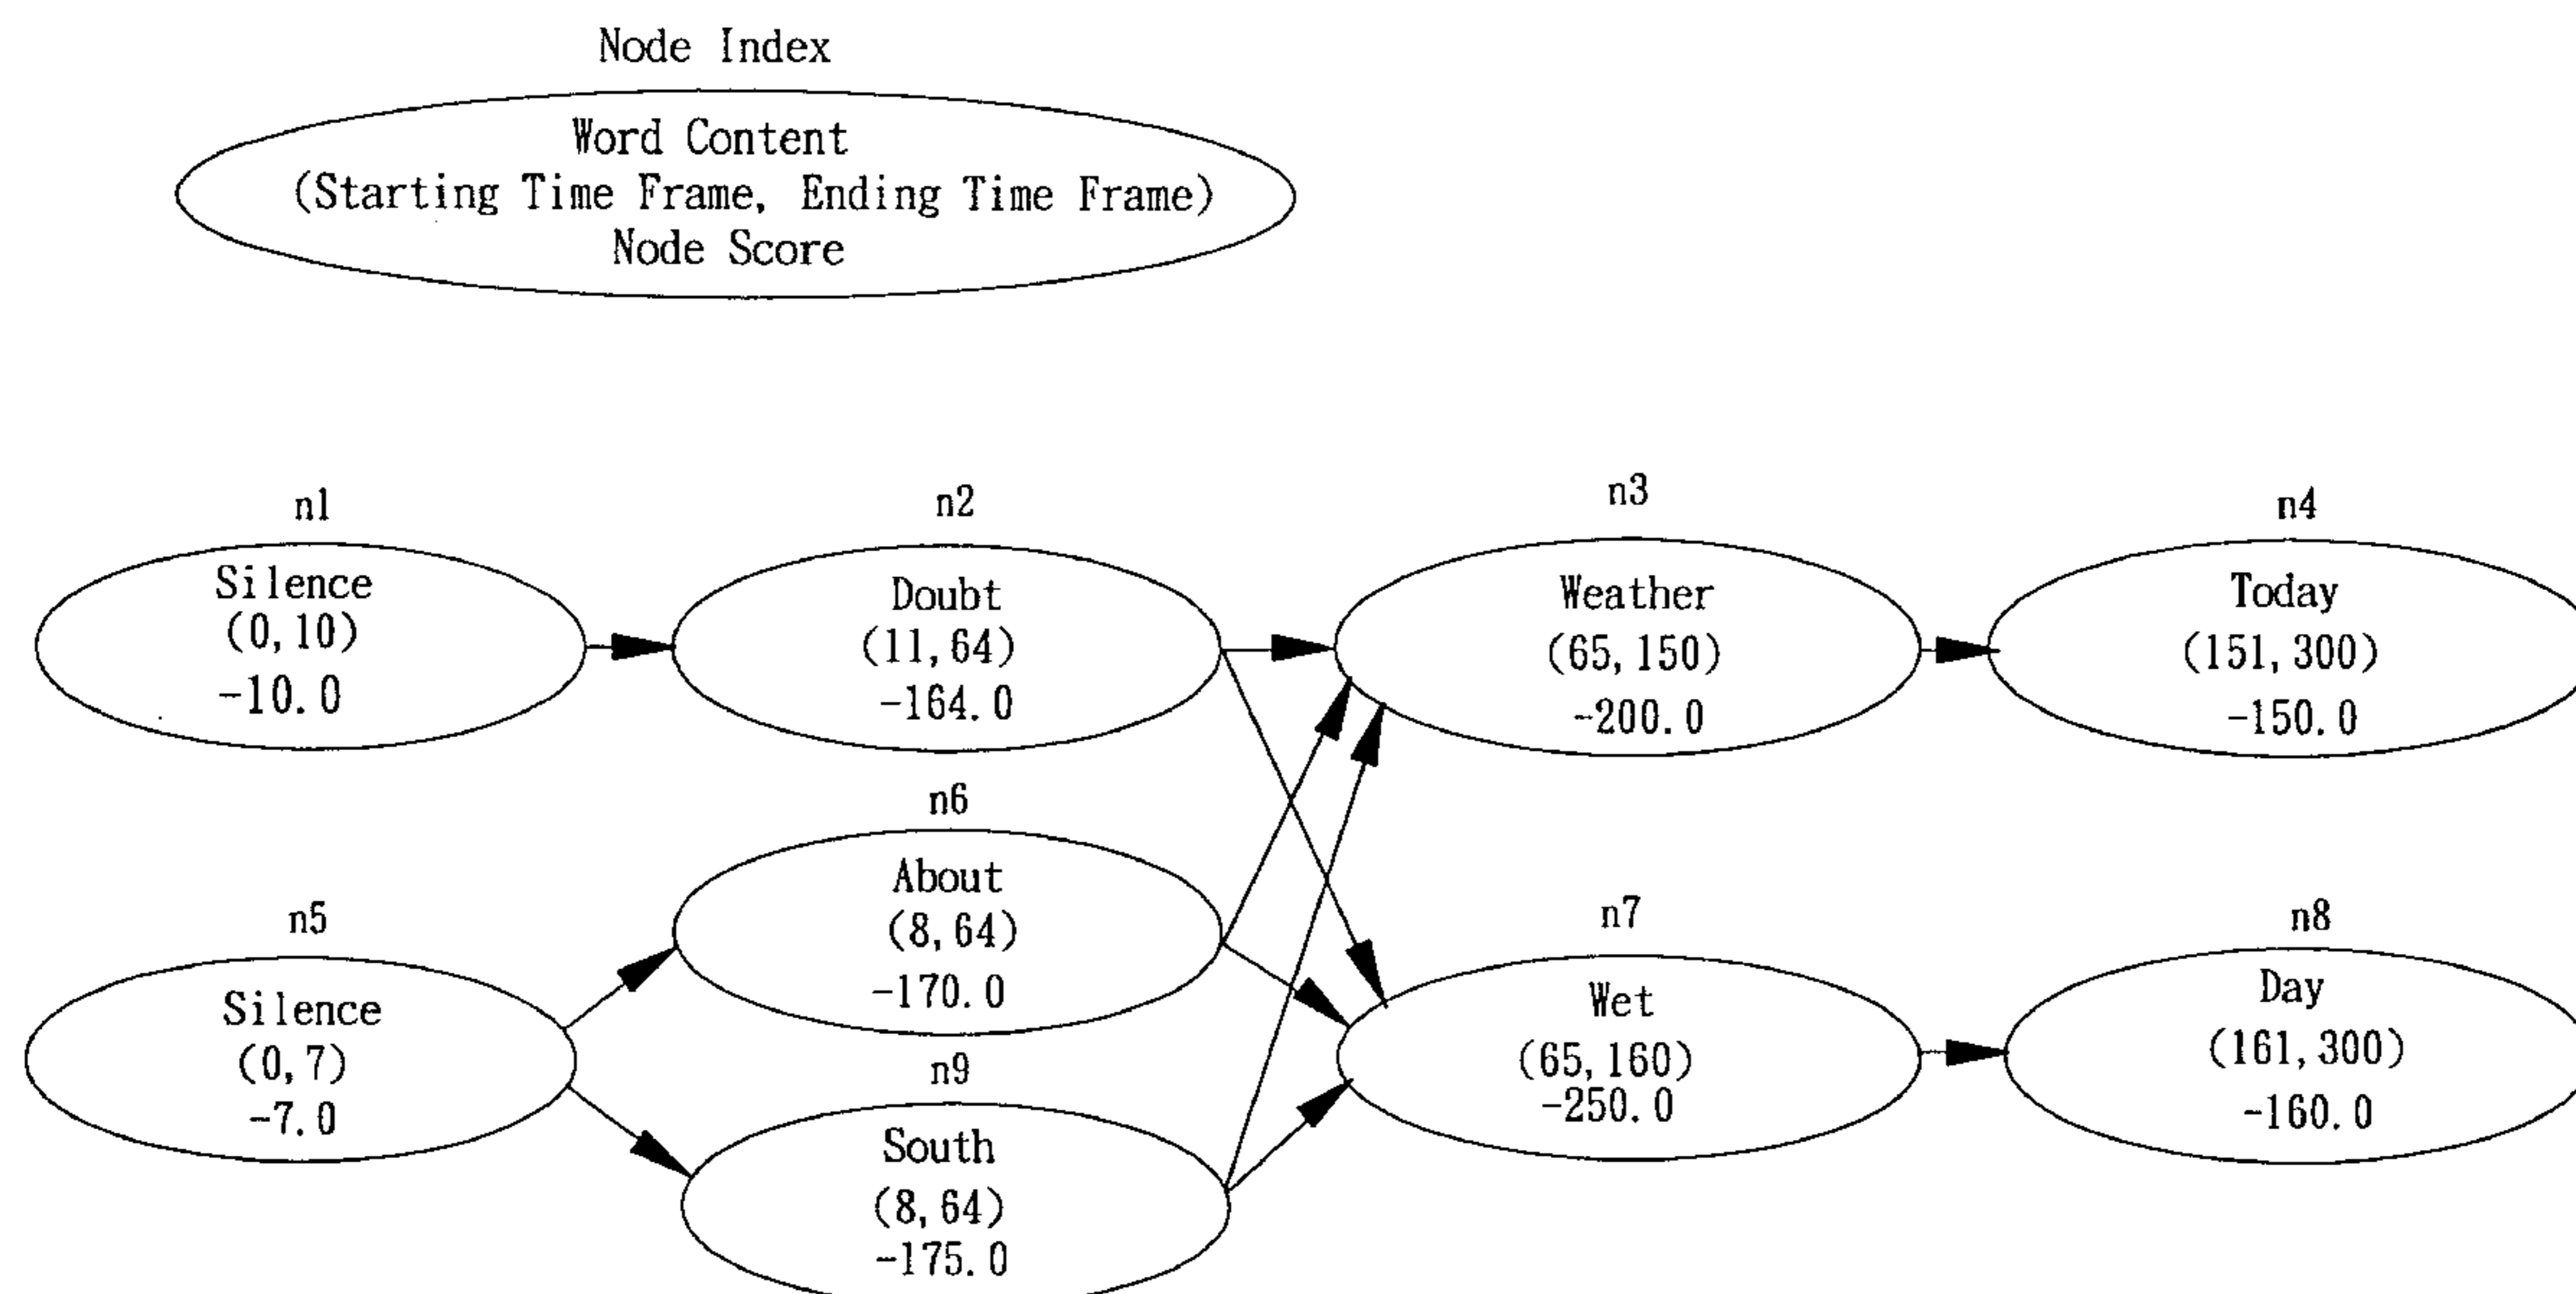 Node Index
Word Content
(Starting Time Frame, Ending Time Frame)
Node Score
n1
Silence
(0,10)
-10.0
n2
Doubt
(11,64)
-164.0
n3
Weather
(65,150)
-200.0
n4
Today
(151,300)
-150.0
n5
Silence
(0,7)
-7.0
n6
About
(8,64)
-170.0
n7
Wet
(65,160)
-250.0
n8
Day
(161,300)
-160.0
n9
South
(8,64)
-175.0